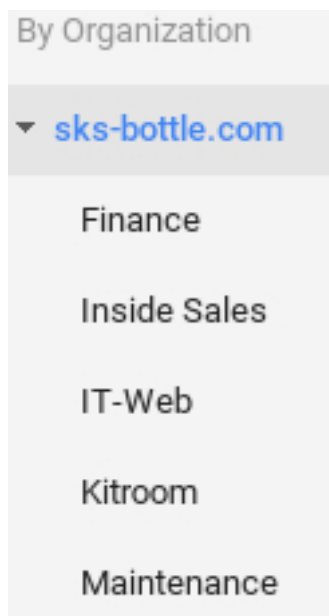 By Organization
sks-bottle.com
Finance
Inside Sales
IT-Web
Kitroom
Maintenance